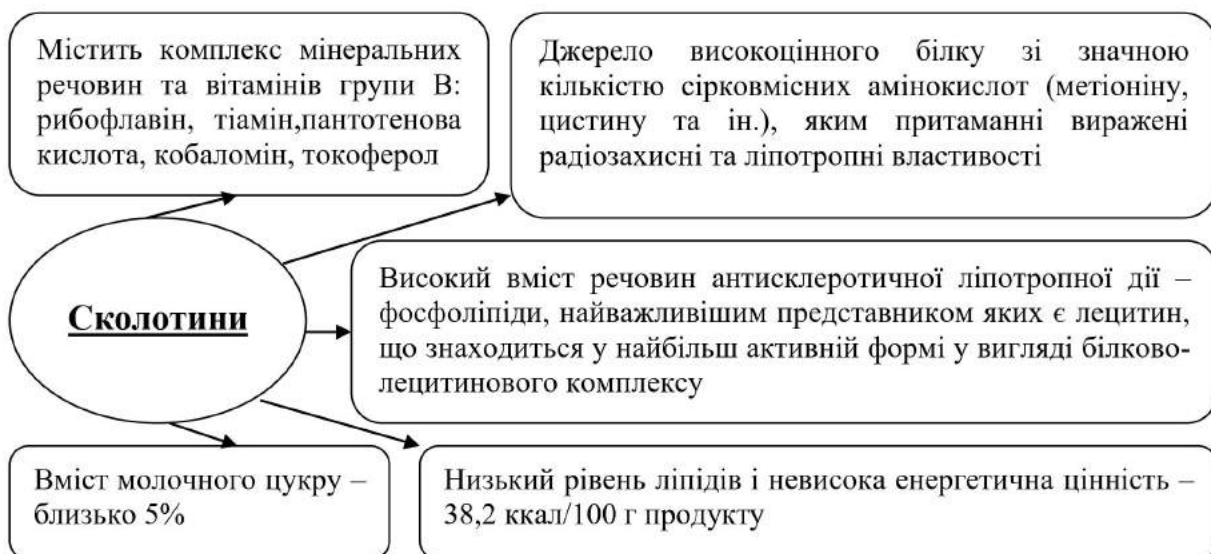 Містить комплекс мінеральних
речовин та вітамінів групи В:
рибофлавін, тіамін,пантотенова
кислота, кобаломін, токоферол
Джерело високоцінного білку зі значною
кількістю сірковмісних амінокислот (метіоніну,
цистину та ін.), яким притаманні виражені
радіозахисні та ліпотропні властивості
Сколотини
Високий вміст речовин антисклеротичної ліпотропної дії –
фосфоліпіди, найважливішим представником яких є лецитин,
що знаходиться у найбільш активній формі у вигляді білково-
лецитинового комплексу
Вміст молочного цукру –
близько 5%
Низький рівень ліпідів і невисока енергетична цінність –
38,2 ккал/100 г продукту